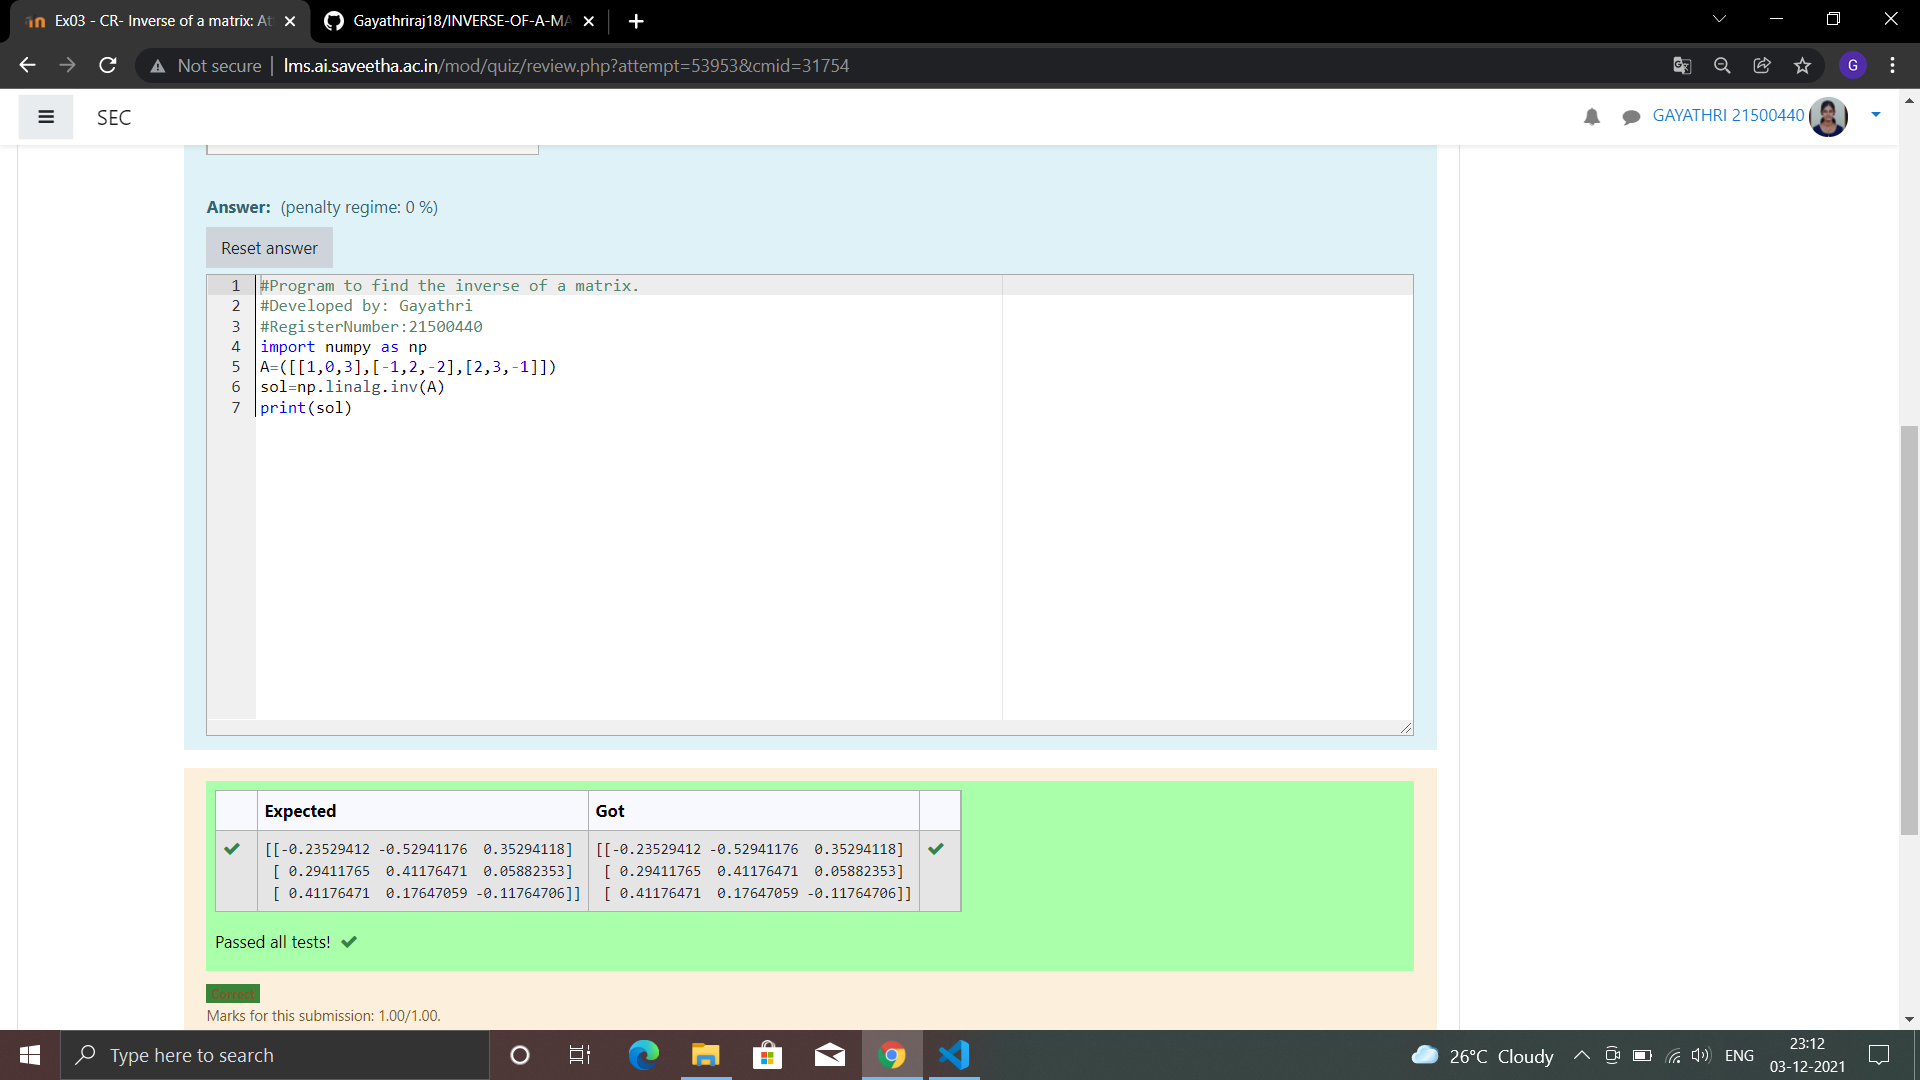 Ex03 - CR- Inverse of a matrix: At
Gayathriraj18/INVERSE-OF-A-MA
Not secure | lms.ai.saveetha.ac.in/mod/quiz/review.php?attempt=53953&cmid=31754
G
SEC
GAYATHRI 21500440
Answer: (penalty regime: 0 %)
Reset answer
1 #Program to find the inverse of a matrix.
2 #Developed by: Gayathri
3 #RegisterNumber:21500440
4 import numpy as np
5 A=([[1,0,3],[-1,2,-2],[2,3,-1]])
6 sol=np.linalg.inv(A)
7 print(sol)
Expected Got
[[-0.23529412 -0.52941176 0.35294118] [[-0.23529412 -0.52941176 0.35294118]
[ 0.29411765 0.41176471 0.05882353] [ 0.29411765 0.41176471 0.05882353]
[ 0.41176471 0.17647059 -0.11764706]] [ 0.41176471 0.17647059 -0.11764706]]
Passed all tests!
Correct
Marks for this submission: 1.00/1.00.
Type here to search
26°C Cloudy
ENG
23:12
03-12-2021